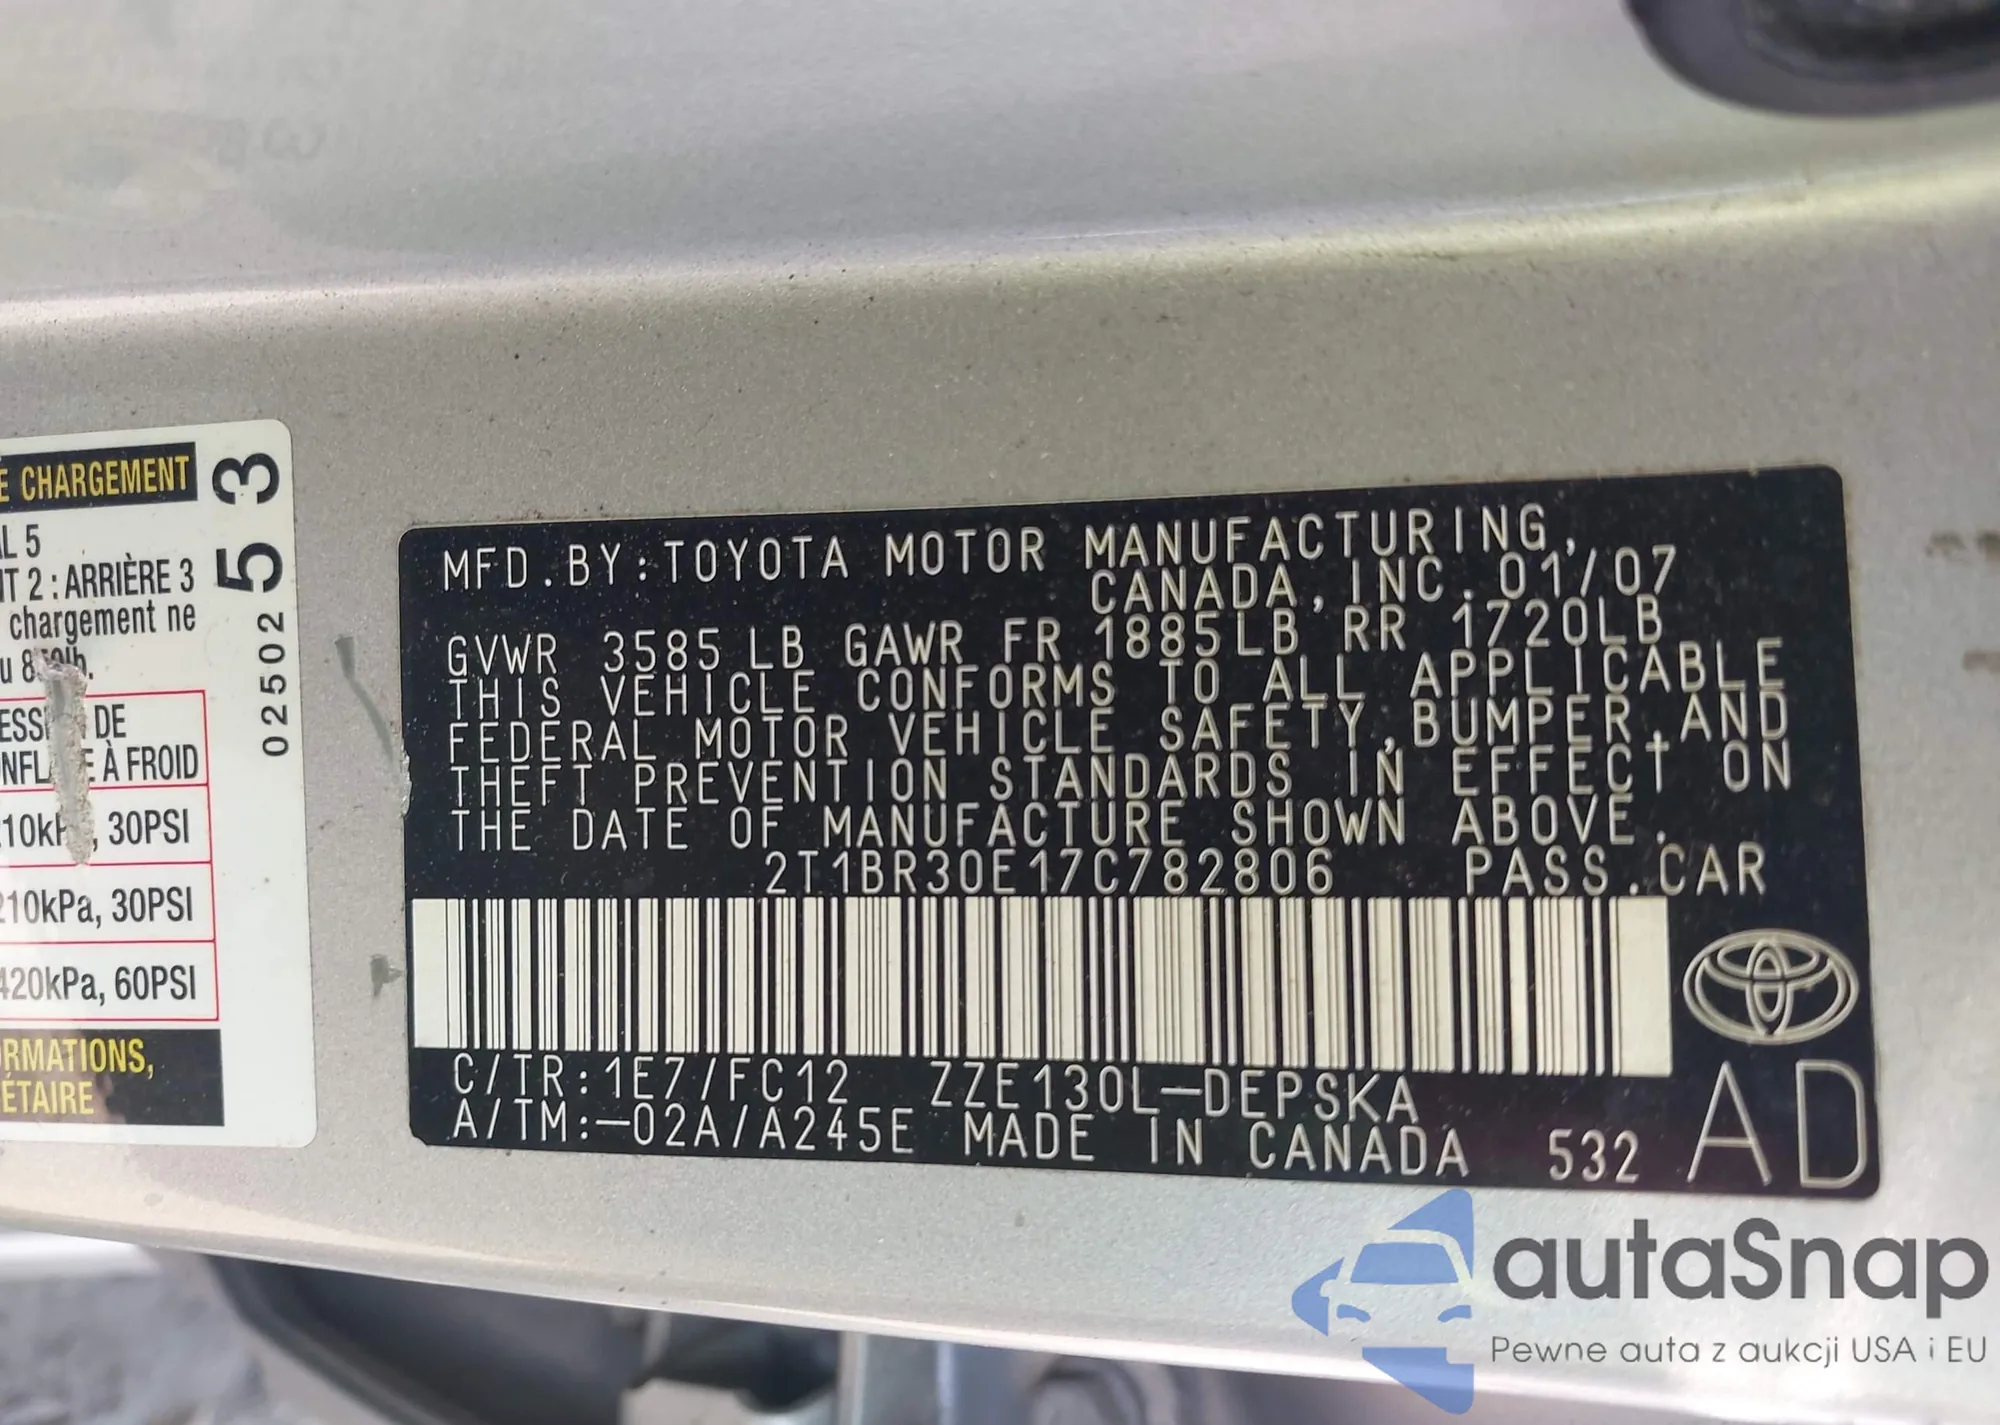 E CHARGEMENT
AL 5
NT 2 : ARRIÈRE 3
chargement ne
DE
À FROID
30PSI
210kPa, 30PSI
420kPa, 60PSI
RMATIONS,
ÉTAIRE
53
02502
MFD.BY:TOYOTA MOTOR MANUFACTURING,
CANADA, INC. 01/07
GVWR 3585 LB GAWR FR 1885LB RR 1720LB
THIS VEHICLE CONFORMS TO ALL APPLICABLE
FEDERAL MOTOR VEHICLE SAFETY,BUMPER,AND
THEFT PREVENTION STANDARDS IN EFFECT ON
THE DATE OF MANUFACTURE SHOWN ABOVE.
2T1BR30E17C782806 PASS.CAR
C/TR:1E7/FC12 ZZE130L-DEPSKA
A/TM:-02A/A245E MADE IN CANADA 532
AD
autaSnap
Pewne auta z aukcji USA i EU